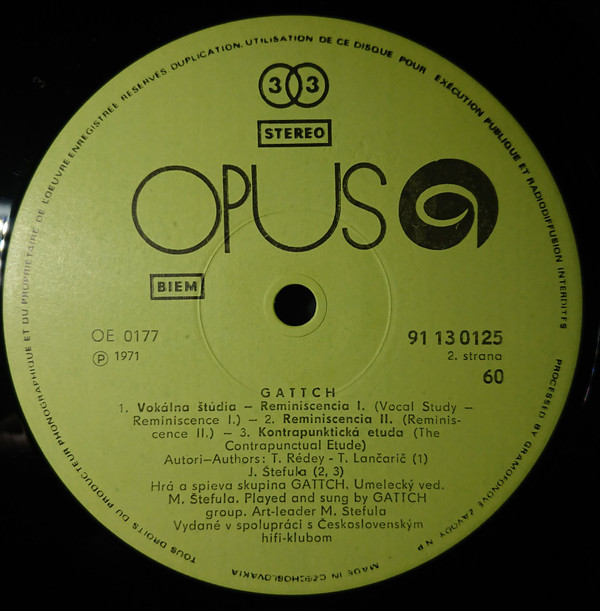 TOUS DROITS DU PRODUCTEUR PHONOGRAPHIQUE ET DU PROPRIÉTAIRE DE L'OEUVRE ENREGISTRÉE RÉSERVÉS. DUPLICATION, UTILISATION DE CE DISQUE POUR EXÉCUTION PUBLIQUE ET RADIODIFFUSION INTERDITES
PROCESSED BY GRAMOFONOVÉ ZÁVODY N P
MADE IN CZECHOSLOVAKIA
33
STEREO
OPUS
BIEM
OE 0177
Ⓟ 1971
91 13 0125
2. strana
60
GATTCH
1. Vokálna štúdia – Reminiscencia I. (Vocal Study –
Reminiscence I.) – 2. Reminiscencia II. (Reminis-
cence II.) – 3. Kontrapunktická etuda (The
Contrapunctual Etude)
Autori–Authors: T. Rédey - T. Lančarič (1)
J. Štefula (2, 3)
Hrá a spieva skupina GATTCH. Umelecký ved.
M. Štefula. Played and sung by GATTCH
group. Art-leader M. Štefula
Vydané v spolupráci s Československým
hifi-klubom